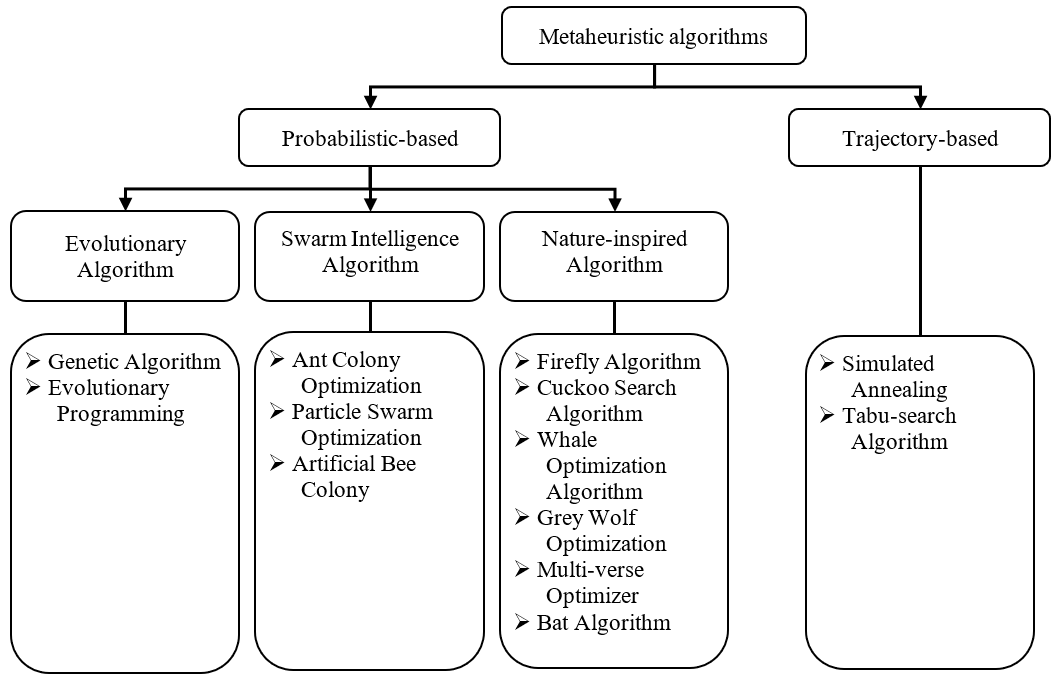 Metaheuristic algorithms
Probabilistic-based
Trajectory-based
Evolutionary
Algorithm
Swarm Intelligence
Algorithm
Nature-inspired
Algorithm
➢ Genetic Algorithm
➢ Evolutionary
Programming
➢ Ant Colony
Optimization
➢ Particle Swarm
Optimization
➢ Artificial Bee
Colony
➢ Firefly Algorithm
➢ Cuckoo Search
Algorithm
➢ Whale
Optimization
Algorithm
➢ Grey Wolf
Optimization
➢ Multi-verse
Optimizer
➢ Bat Algorithm
➢ Simulated
Annealing
➢ Tabu-search
Algorithm